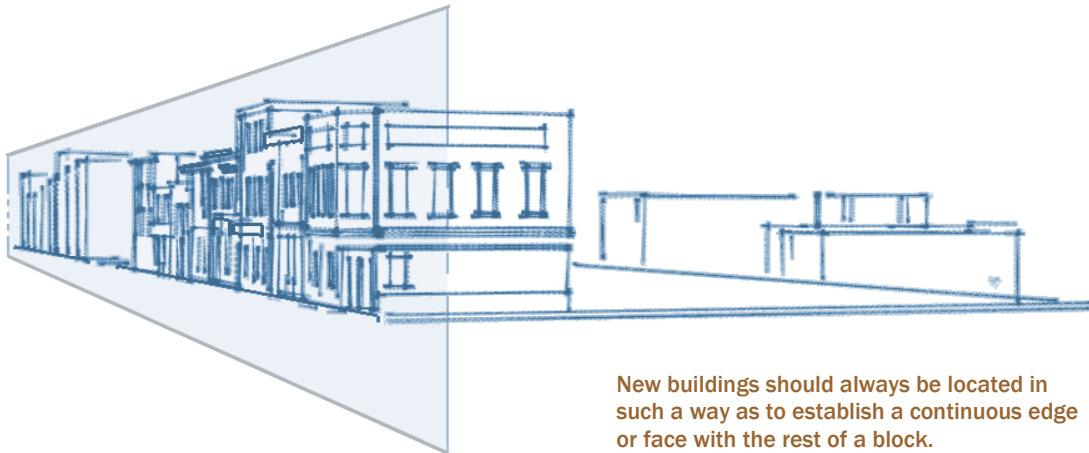 New buildings should always be located in
such a way as to establish a continuous edge
or face with the rest of a block.